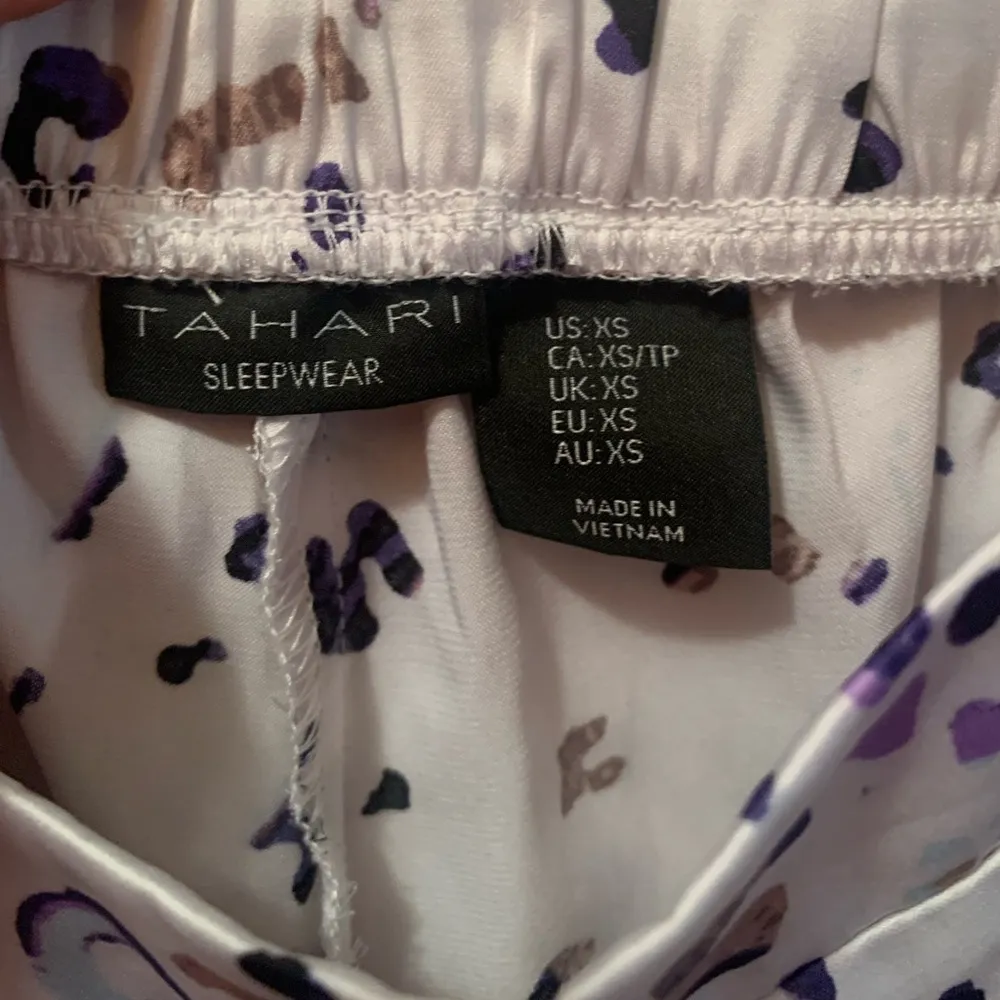 TAHARI
SLEEPWEAR
US: XS
CA: XS/TP
UK: XS
EU: XS
AU: XS
MADE IN
VIETNAM